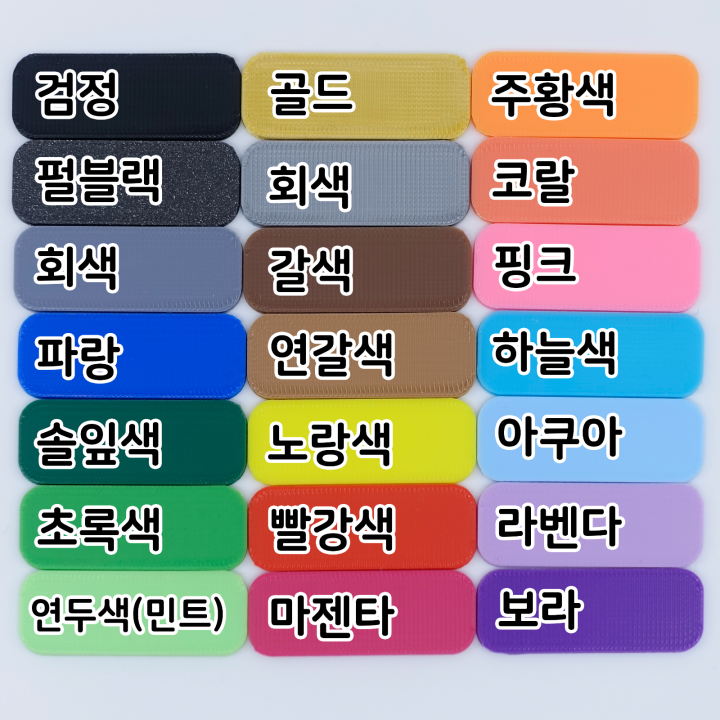 검정
골드
주황색
펄블랙
회색
코랄
회색
갈색
핑크
파랑
연갈색
하늘색
솔잎색
노랑색
아쿠아
초록색
빨강색
라벤다
연두색(민트)
마젠타
보라